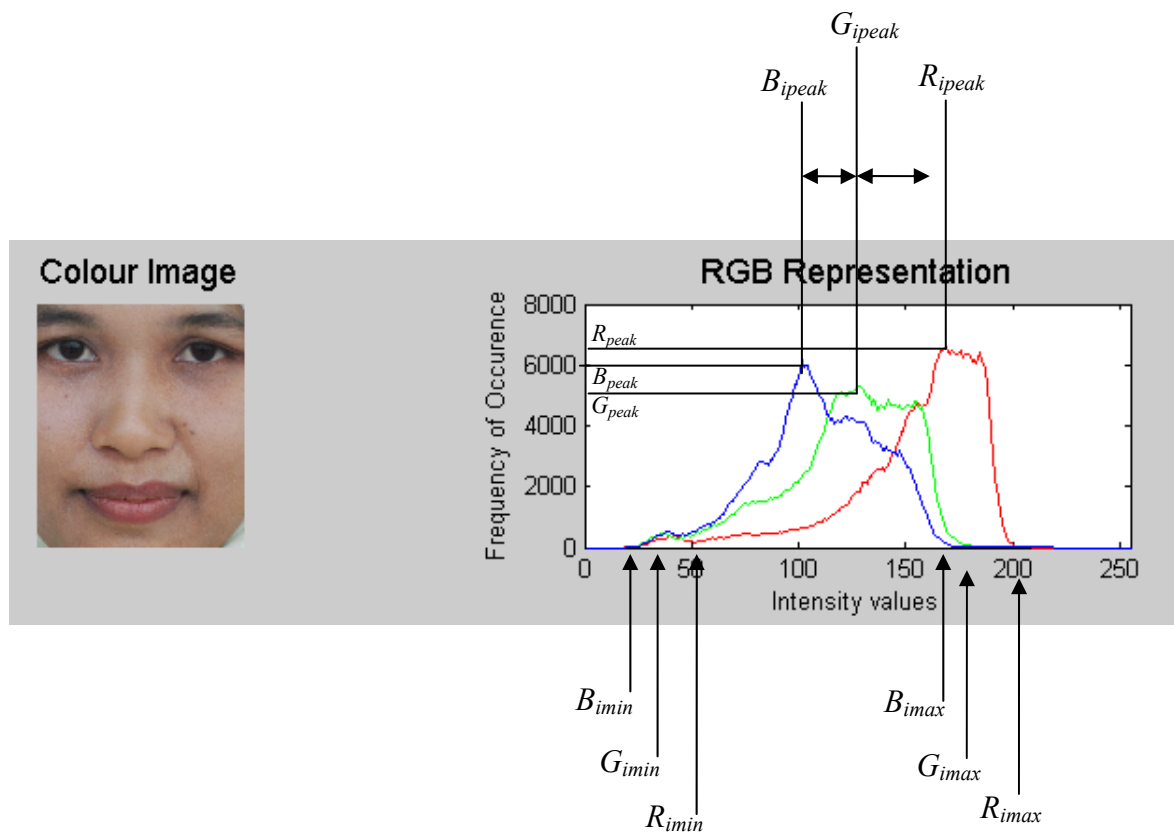 G_ipeak
B_ipeak
R_ipeak
Colour Image
RGB Representation
Frequency of Occurence
8000
6000
4000
2000
0
R_peak
B_peak
G_peak
0
50
100
150
200
250
Intensity values
B_imin
B_imax
G_imin
G_imax
R_imin
R_imax